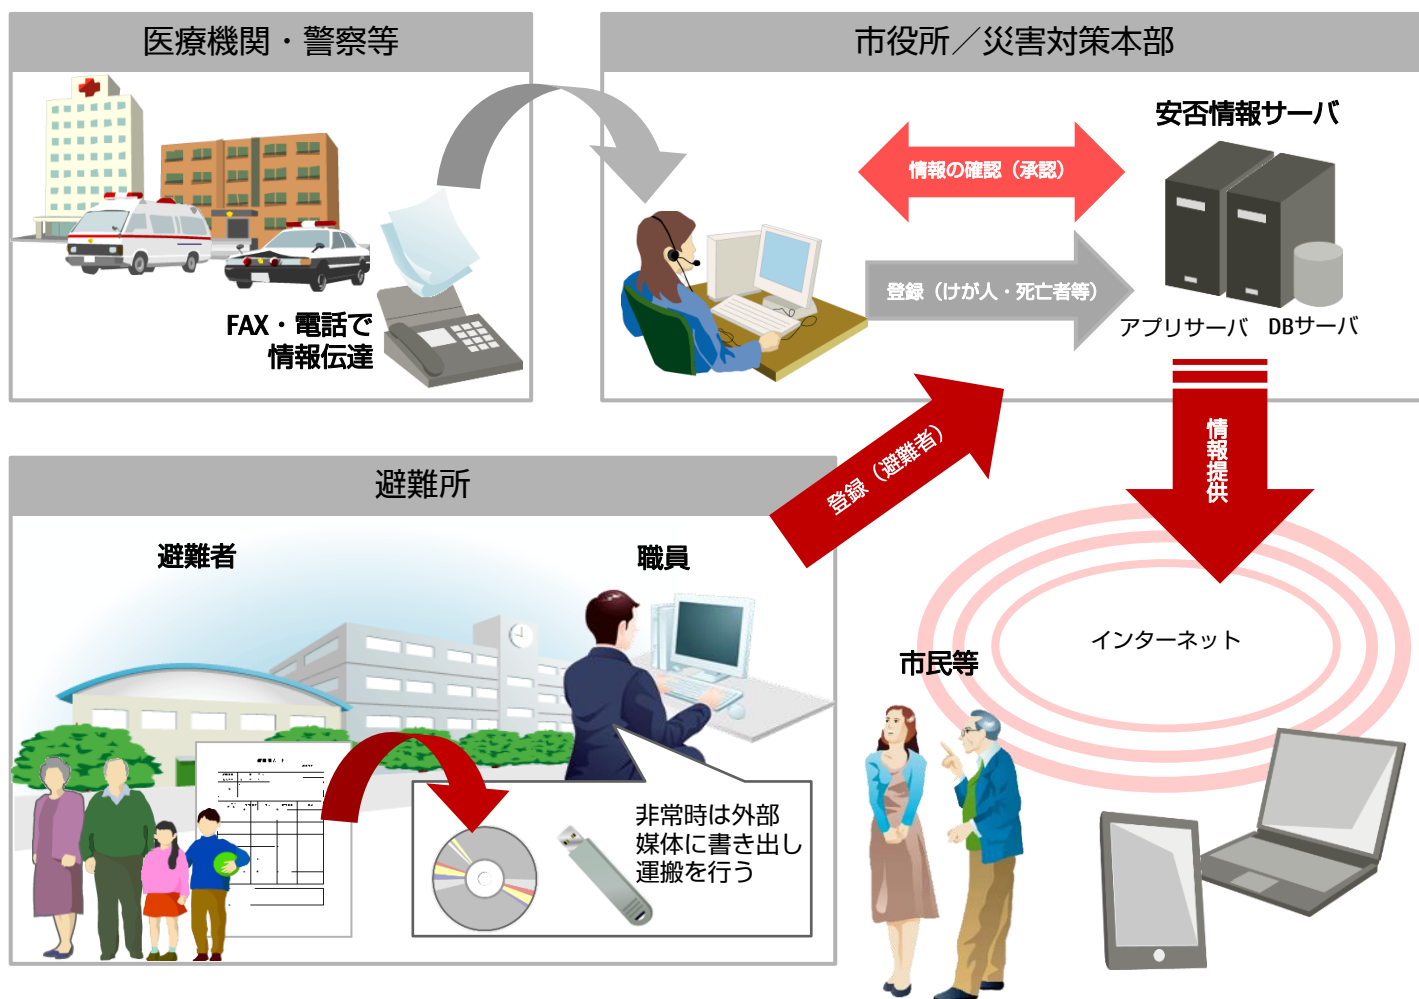 医療機関・警察等
FAX・電話で
情報伝達
市役所／災害対策本部
安否情報サーバ
情報の確認（承認）
登録（けが人・死亡者等）
アプリサーバ DBサーバ
登録（避難者）
情報提供
避難所
避難者
職員
非常時は外部
媒体に書き出し
運搬を行う
市民等
インターネット